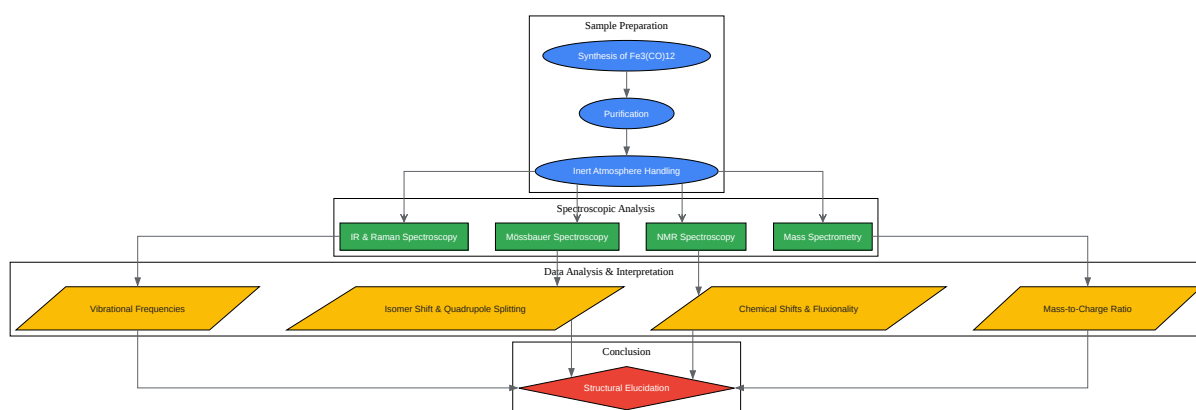 Sample Preparation
Synthesis of Fe3(CO)12
Purification
Inert Atmosphere Handling
Spectroscopic Analysis
IR & Raman Spectroscopy
Mössbauer Spectroscopy
NMR Spectroscopy
Mass Spectrometry
Data Analysis & Interpretation
Vibrational Frequencies
Isomer Shift & Quadrupole Splitting
Chemical Shifts & Fluxionality
Mass-to-Charge Ratio
Conclusion
Structural Elucidation